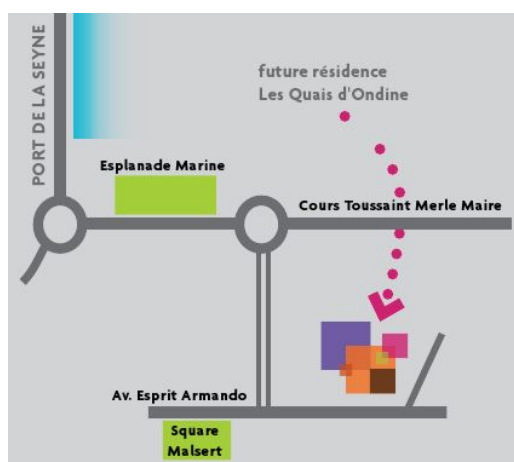 future résidence
Les Quais d'Ondine
PORT DE LA SEYNE
Esplanade Marine
Cours Toussaint Merle Maire
Av. Esprit Armando
Square
Malsert